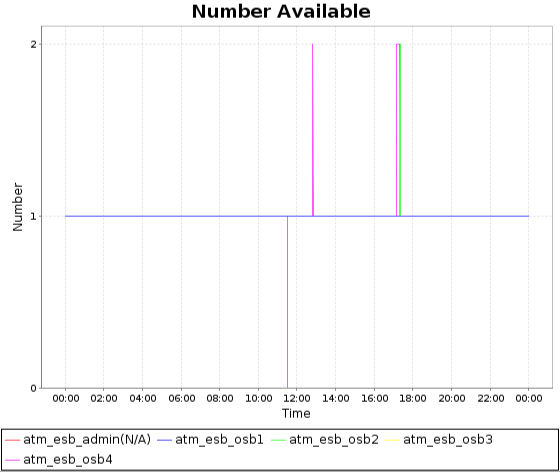 Number Available
2
1
0
Number
00:00 02:00 04:00 06:00 08:00 10:00 12:00 14:00 16:00 18:00 20:00 22:00 00:00
Time
atm_esb_admin(N/A) atm_esb_osb1 atm_esb_osb2 atm_esb_osb3
atm_esb_osb4